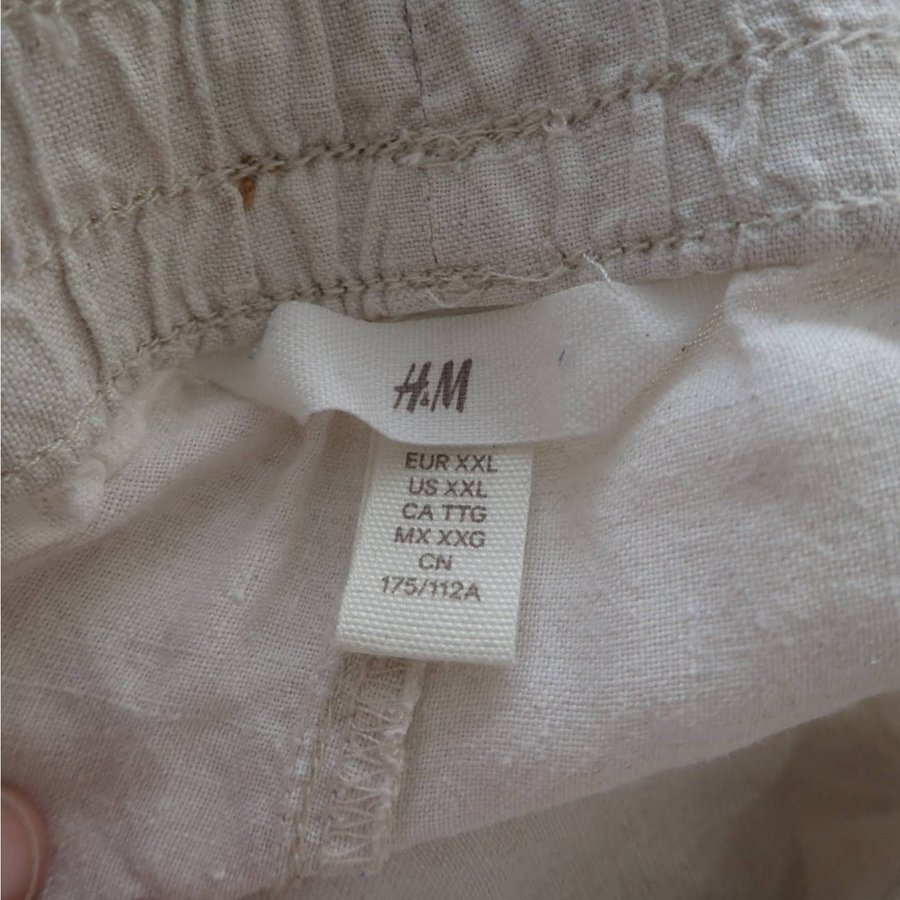 H&M
EUR XXL
US XXL
CA TTG
MX XXG
CN
175/112A